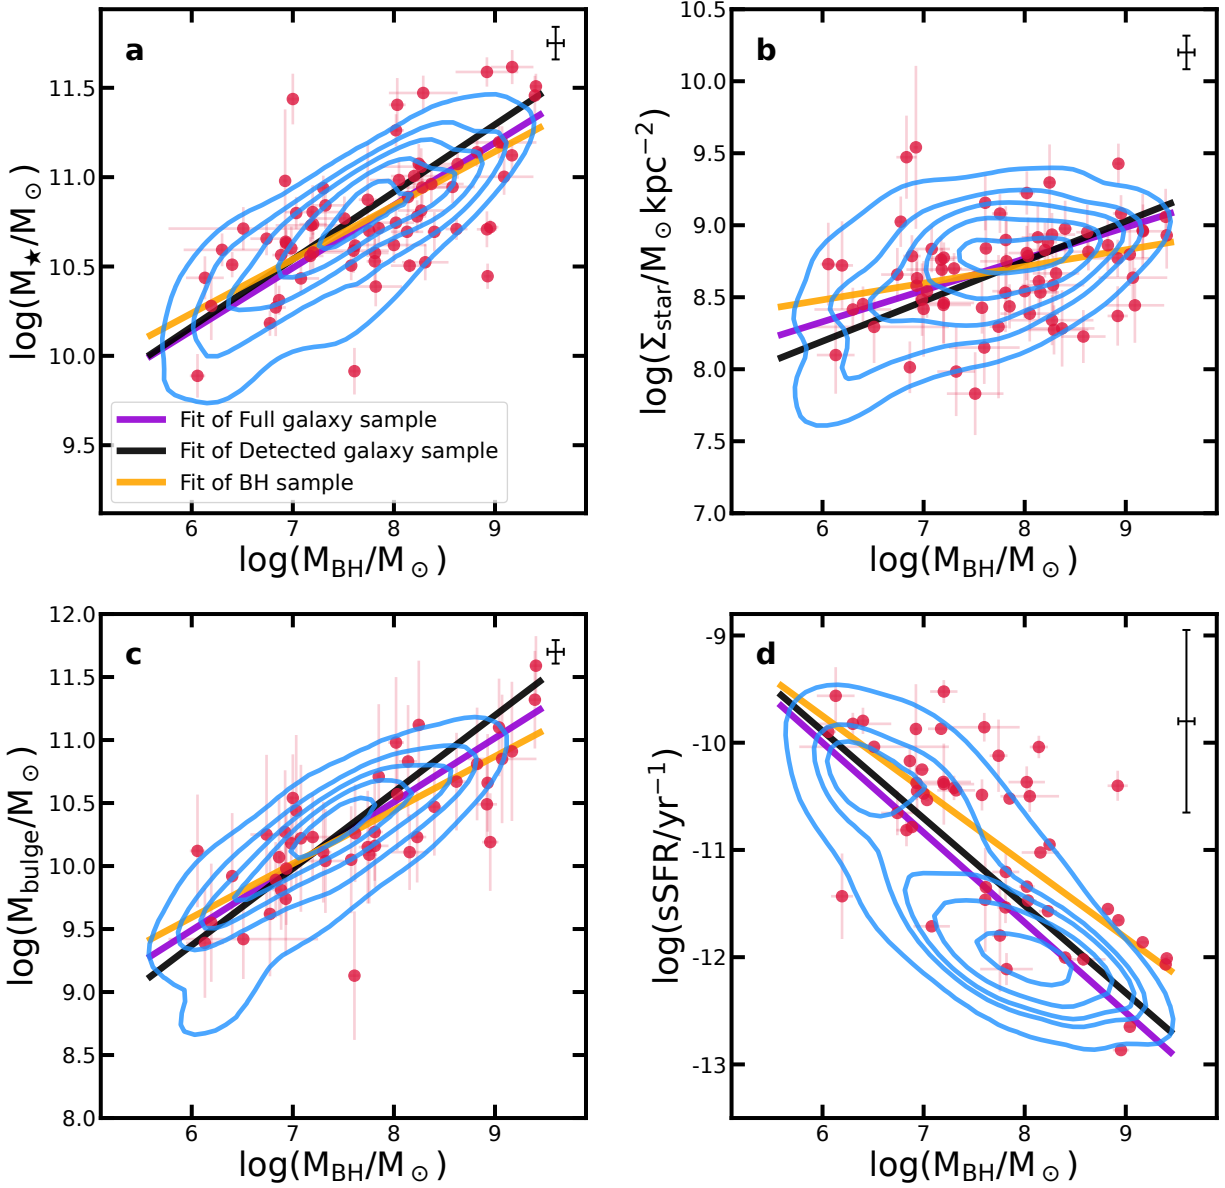 a
11.5
11.0
10.5
10.0
9.5
log(M★/M⊙)
Fit of Full galaxy sample
Fit of Detected galaxy sample
Fit of BH sample
6 7 8 9
log(M_BH/M⊙)
b
10.5
10.0
9.5
9.0
8.5
8.0
7.5
7.0
log(Σ_star/M⊙kpc⁻²)
6 7 8 9
log(M_BH/M⊙)
c
12.0
11.5
11.0
10.5
10.0
9.5
9.0
8.5
8.0
log(M_bulge/M⊙)
6 7 8 9
log(M_BH/M⊙)
d
-9
-10
-11
-12
-13
log(sSFR/yr⁻¹)
6 7 8 9
log(M_BH/M⊙)